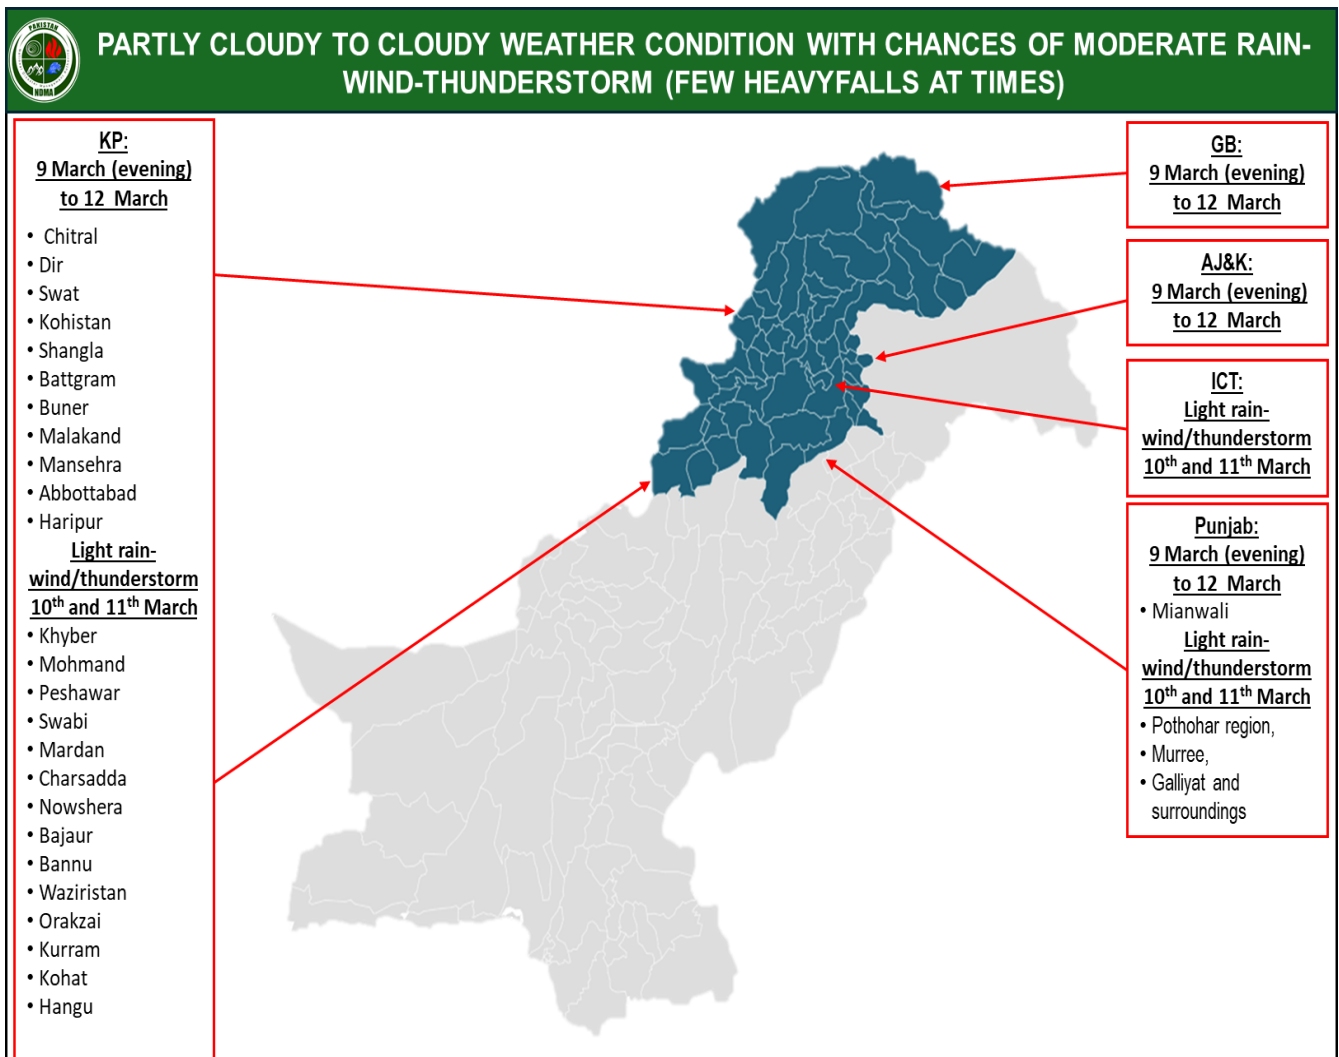 PARTLY CLOUDY TO CLOUDY WEATHER CONDITION WITH CHANCES OF MODERATE RAIN-
WIND-THUNDERSTORM (FEW HEAVYFALLS AT TIMES)
PAKISTAN
NDMA
KP:
9 March (evening)
to 12 March
• Chitral
• Dir
• Swat
• Kohistan
• Shangla
• Battgram
• Buner
• Malakand
• Mansehra
• Abbottabad
• Haripur
Light rain-
wind/thunderstorm
10th and 11th March
• Khyber
• Mohmand
• Peshawar
• Swabi
• Mardan
• Charsadda
• Nowshera
• Bajaur
• Bannu
• Waziristan
• Orakzai
• Kurram
• Kohat
• Hangu
GB:
9 March (evening)
to 12 March
AJ&K:
9 March (evening)
to 12 March
ICT:
Light rain-
wind/thunderstorm
10th and 11th March
Punjab:
9 March (evening)
to 12 March
• Mianwali
Light rain-
wind/thunderstorm
10th and 11th March
• Pothohar region,
• Murree,
• Galliyat and
surroundings